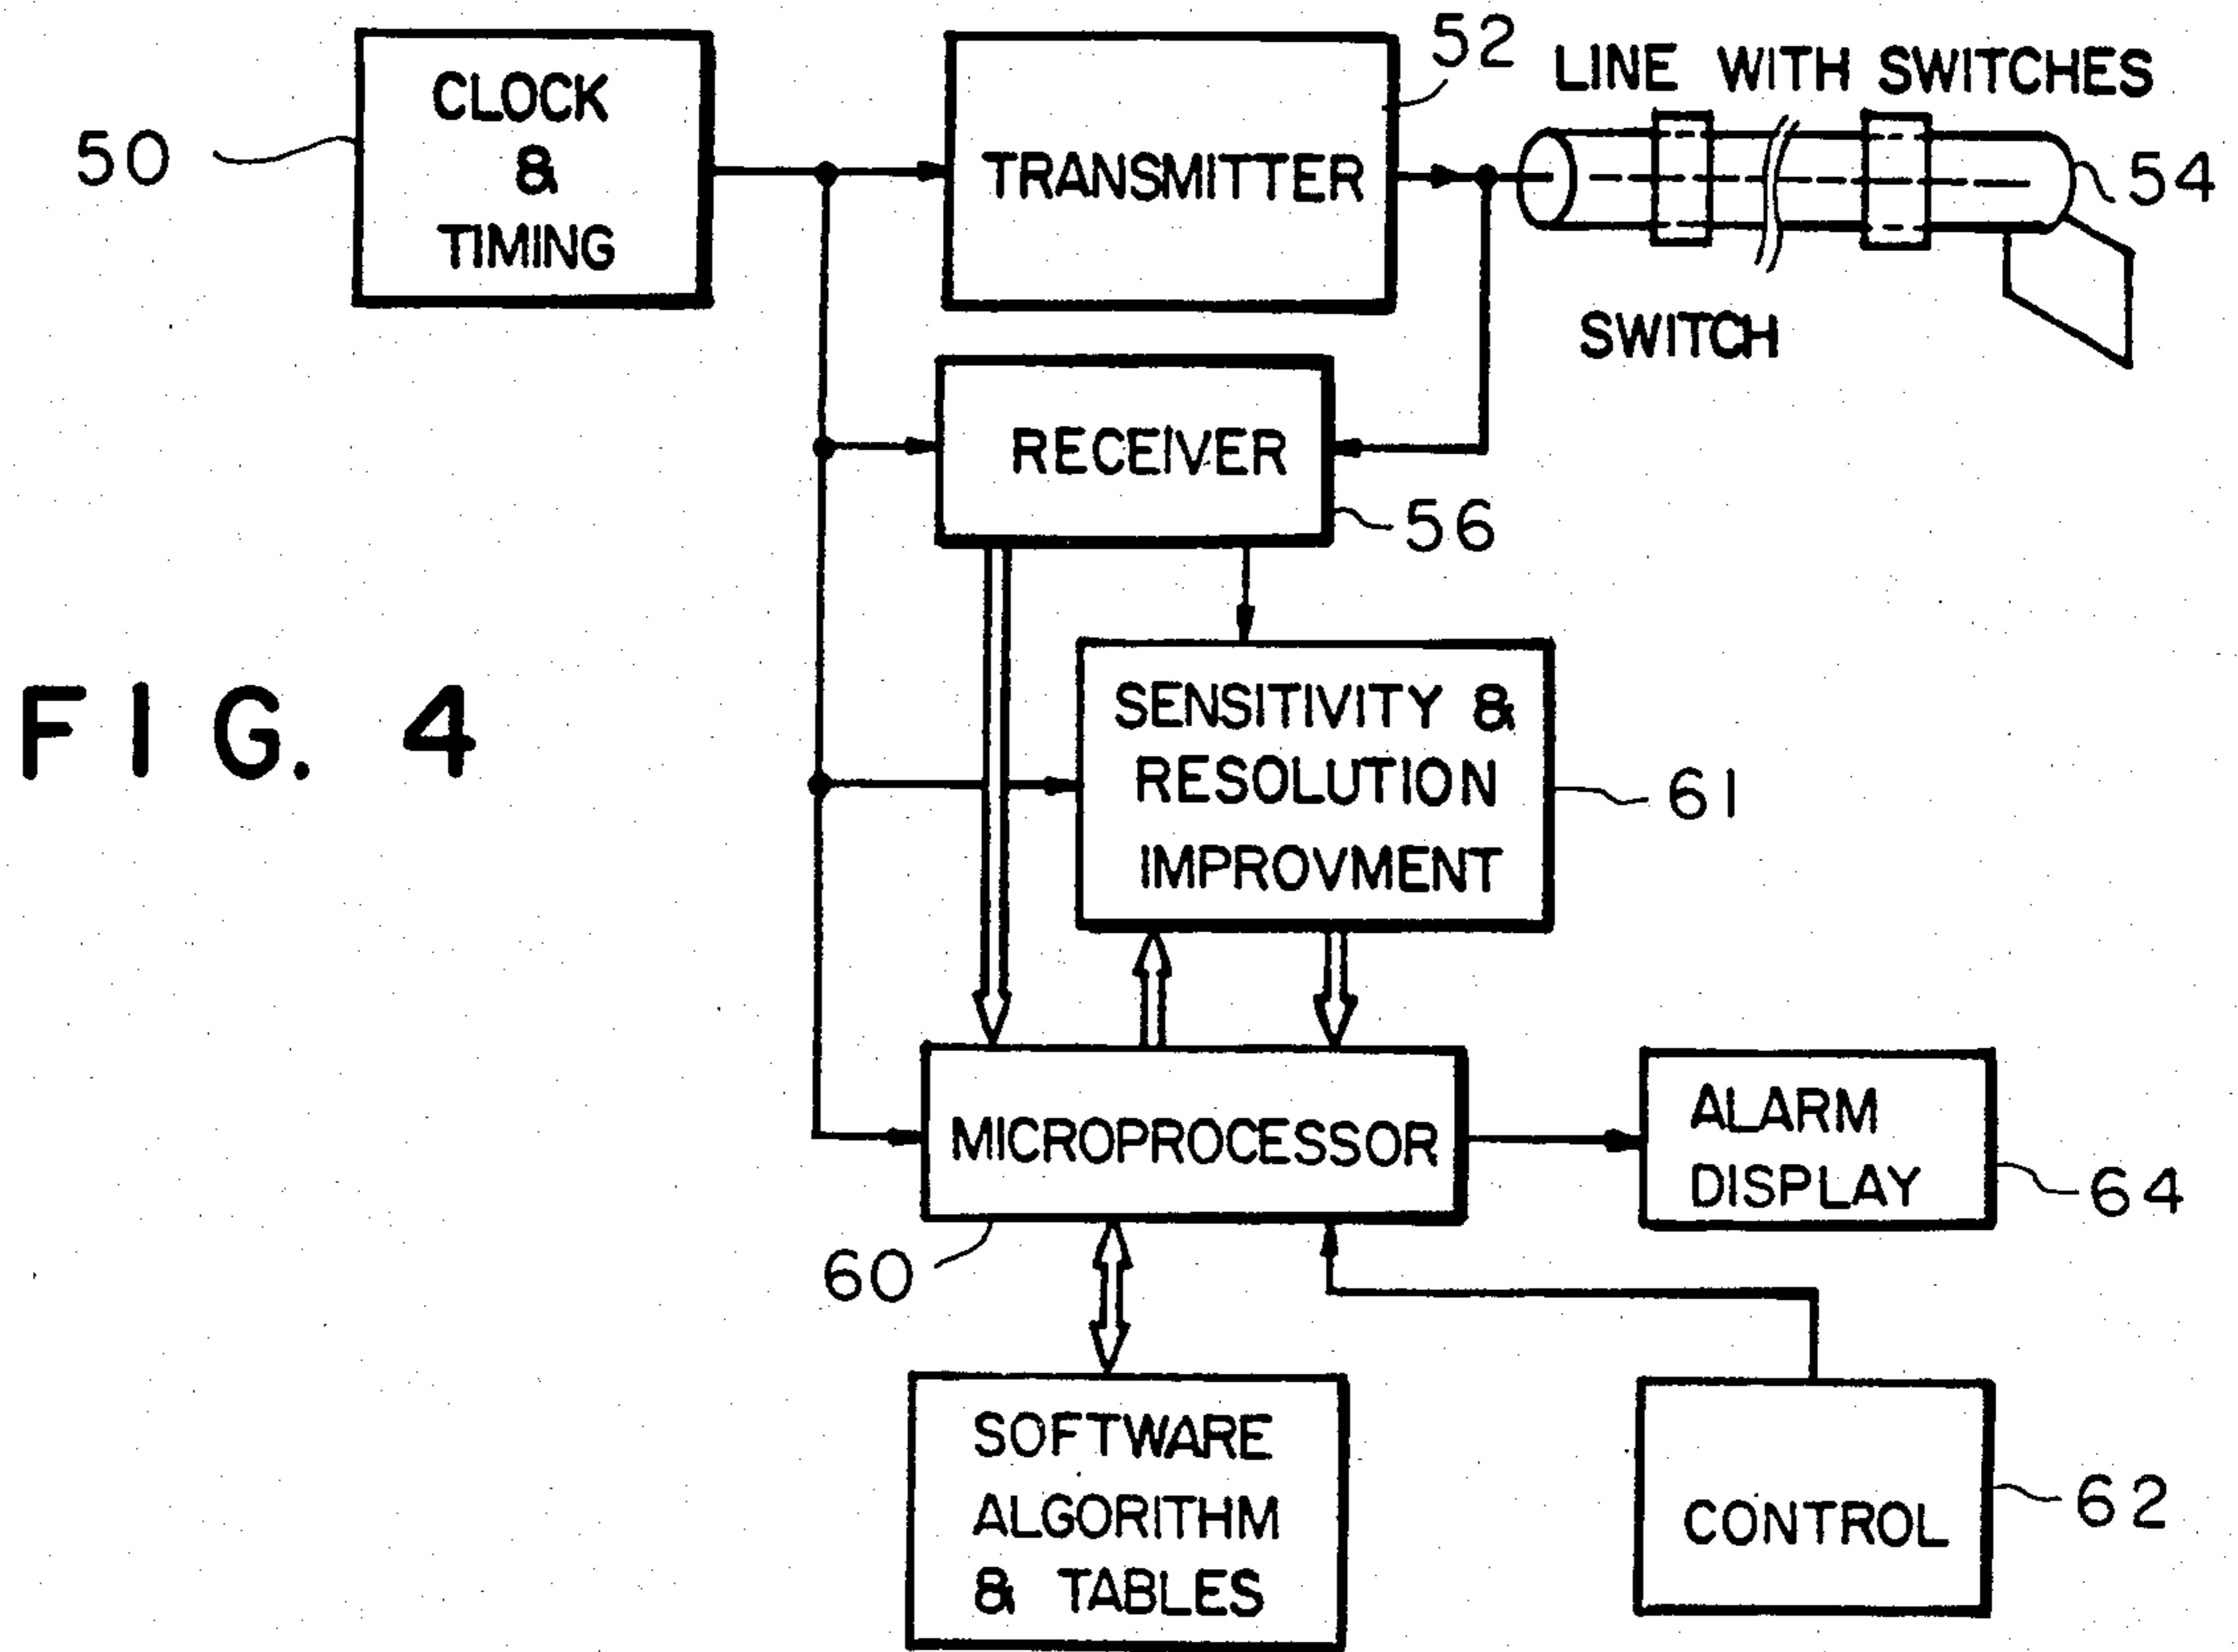 CLOCK
&
TIMING
50
TRANSMITTER
52
LINE WITH SWITCHES
54
SWITCH
RECEIVER
56
FIG. 4
SENSITIVITY &
RESOLUTION
IMPROVMENT
61
MICROPROCESSOR
60
ALARM
DISPLAY
64
SOFTWARE
ALGORITHM
& TABLES
CONTROL
62